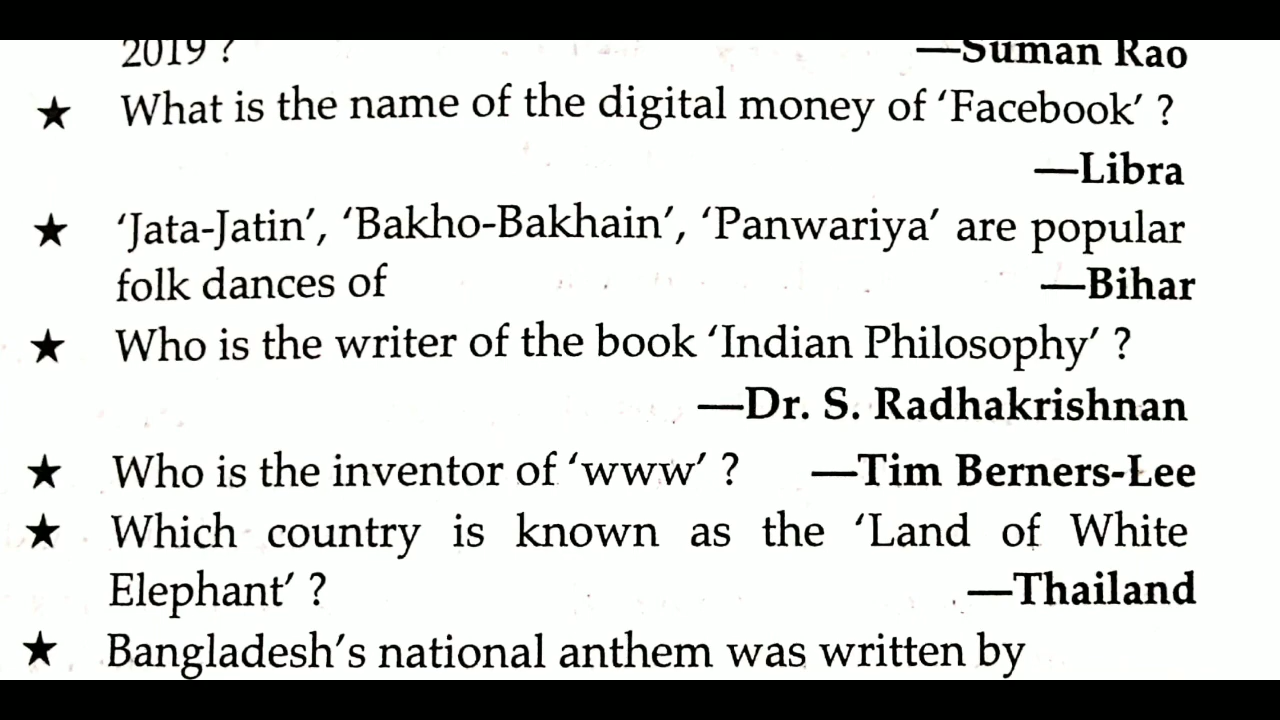 2019 ? —Suman Rao
★ What is the name of the digital money of ‘Facebook’ ?
—Libra
★ ‘Jata-Jatin’, ‘Bakho-Bakhain’, ‘Panwariya’ are popular
folk dances of —Bihar
★ Who is the writer of the book ‘Indian Philosophy’ ?
—Dr. S. Radhakrishnan
★ Who is the inventor of ‘www’ ? —Tim Berners-Lee
★ Which country is known as the ‘Land of White
Elephant’ ? —Thailand
★ Bangladesh’s national anthem was written by